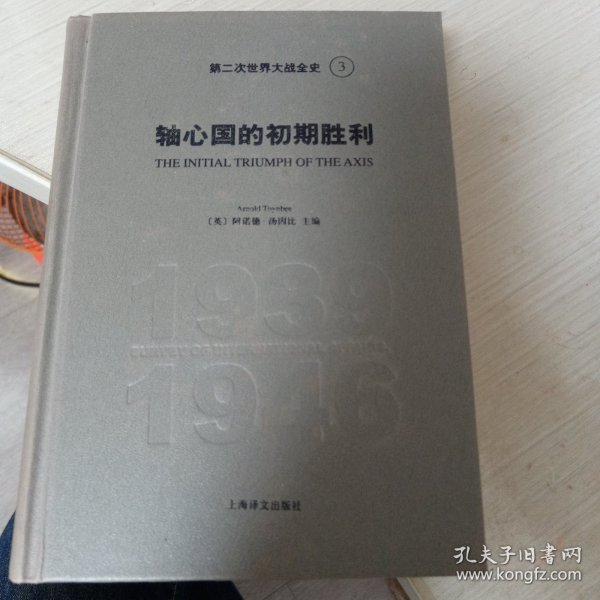 第二次世界大战全史 3
轴心国的初期胜利
THE INITIAL TRIUMPH OF THE AXIS
Arnold Toynbee
〔英〕阿诺德·汤因比 主编
1939
1946
上海译文出版社
孔夫子旧书网
www.kongfz.com